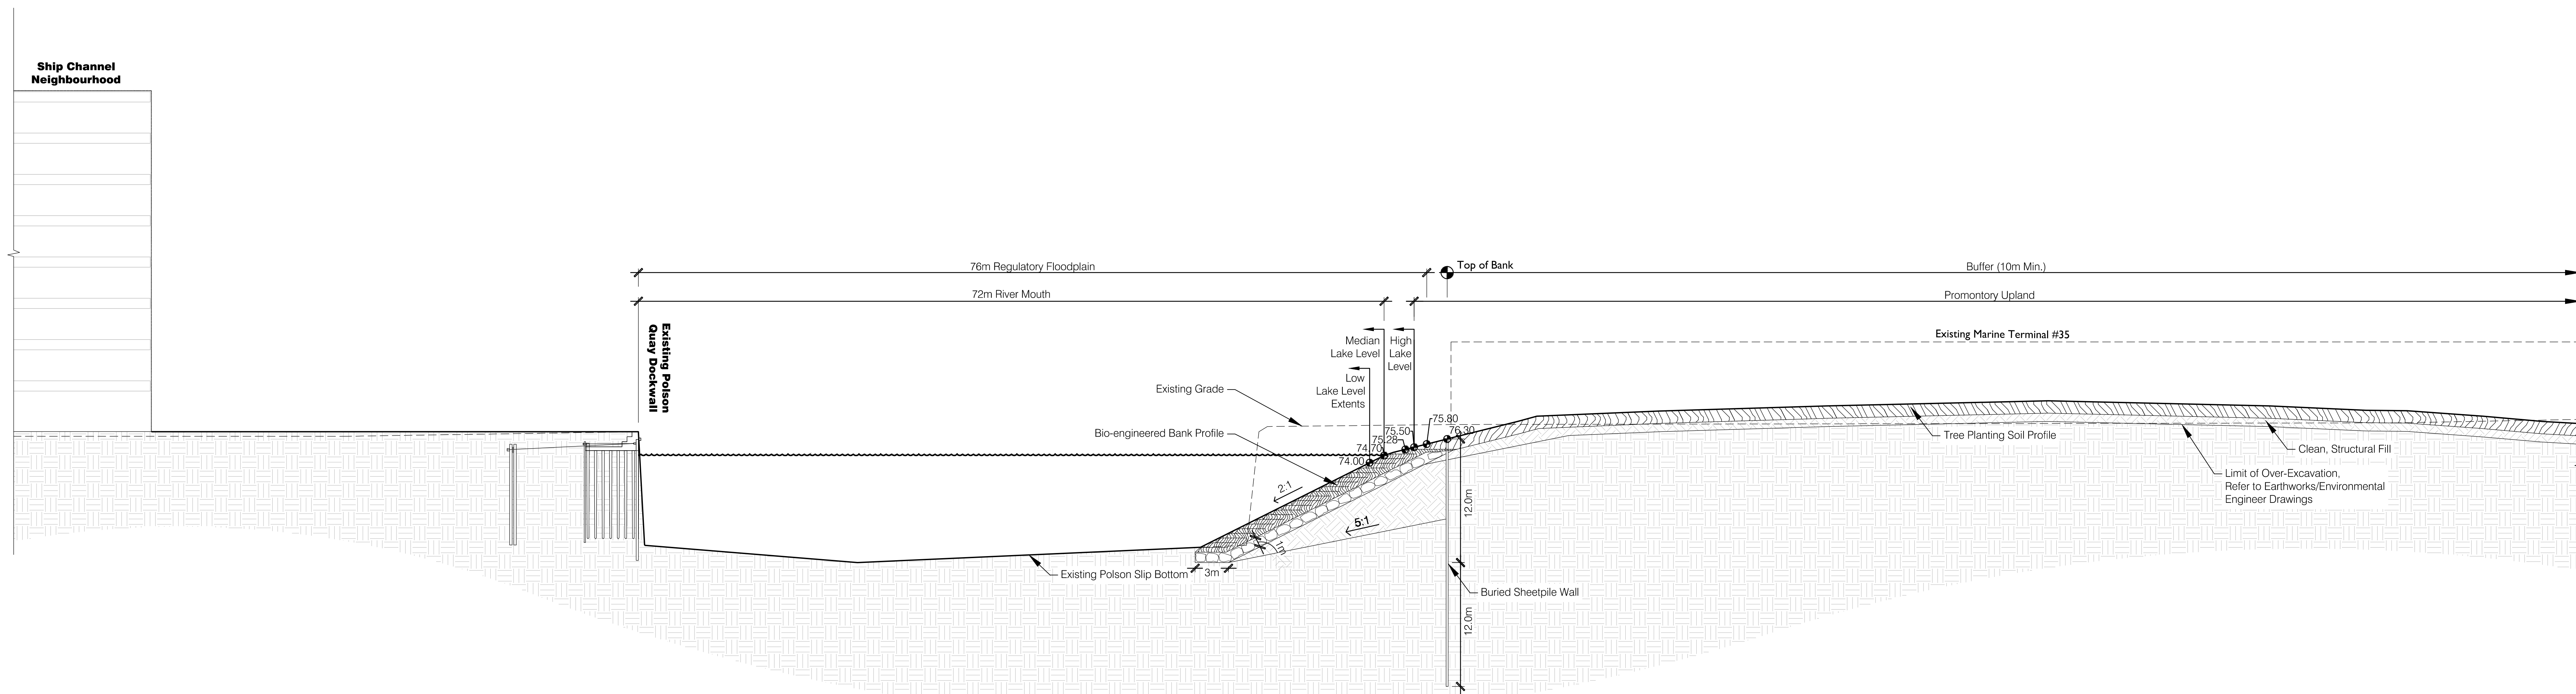 Ship Channel
Neighbourhood
76m Regulatory Floodplain
Top of Bank
Buffer (10m Min.)
72m River Mouth
Promontory Upland
Existing Polson
Quay Dockwall
Median
Lake Level
High
Lake
Level
Existing Marine Terminal #35
Low
Lake Level
Extents
Existing Grade
Bio-engineered Bank Profile
75.80
76.30
75.50
75.28
74.70
74.00
Tree Planting Soil Profile
Clean, Structural Fill
Limit of Over-Excavation,
Refer to Earthworks/Environmental
Engineer Drawings
2:1
5:1
12.0m
1m
3m
Existing Polson Slip Bottom
Buried Sheetpile Wall
12.0m